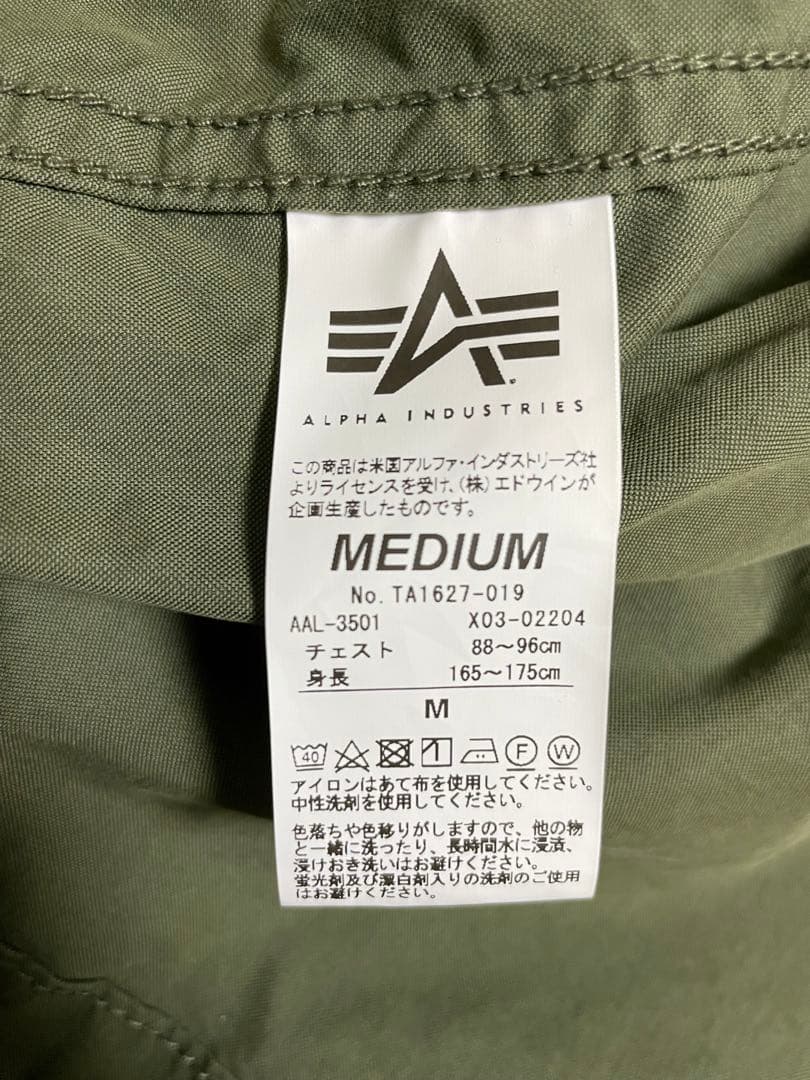 ALPHA INDUSTRIES
この商品は米国アルファ・インダストリーズ社
よりライセンスを受け、(株)エドウインが
企画生産したものです。
MEDIUM
No. TA1627-019
AAL-3501 X03-02204
チェスト 88～96cm
身長 165～175cm
M
40 F W
アイロンはあて布を使用してください。
中性洗剤を使用してください。
色落ちや色移りがしますので、他の物
と一緒に洗ったり、長時間水に浸漬、
浸けおき洗いはお避けください。
蛍光剤及び漂白剤入りの洗剤のご使用
はお避けください。